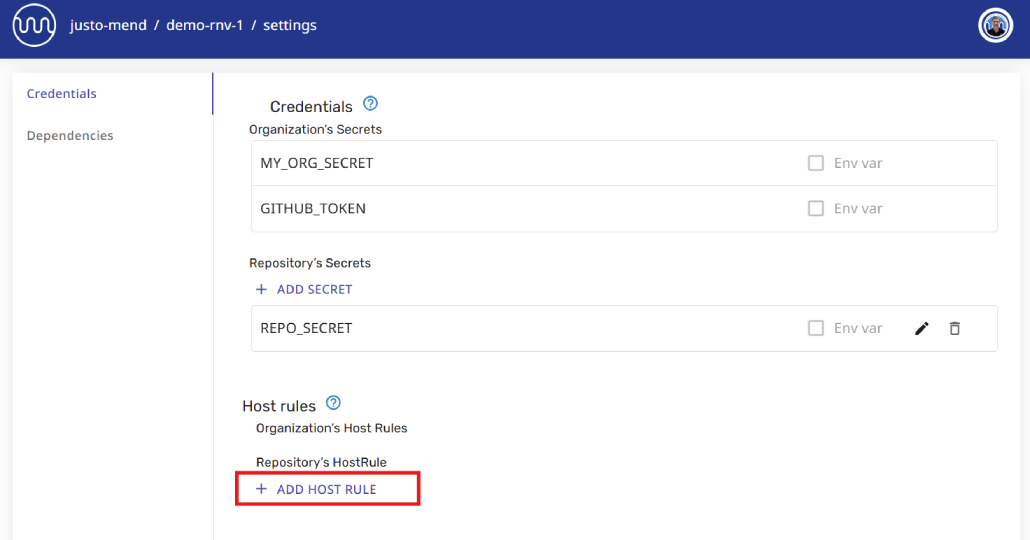 justo-mend / demo-rnv-1 / settings
Credentials
Dependencies
Credentials ?
Organization's Secrets
MY_ORG_SECRET Env var
GITHUB_TOKEN Env var
Repository's Secrets
+ ADD SECRET
REPO_SECRET Env var
Host rules ?
Organization's Host Rules
Repository's HostRule
+ ADD HOST RULE